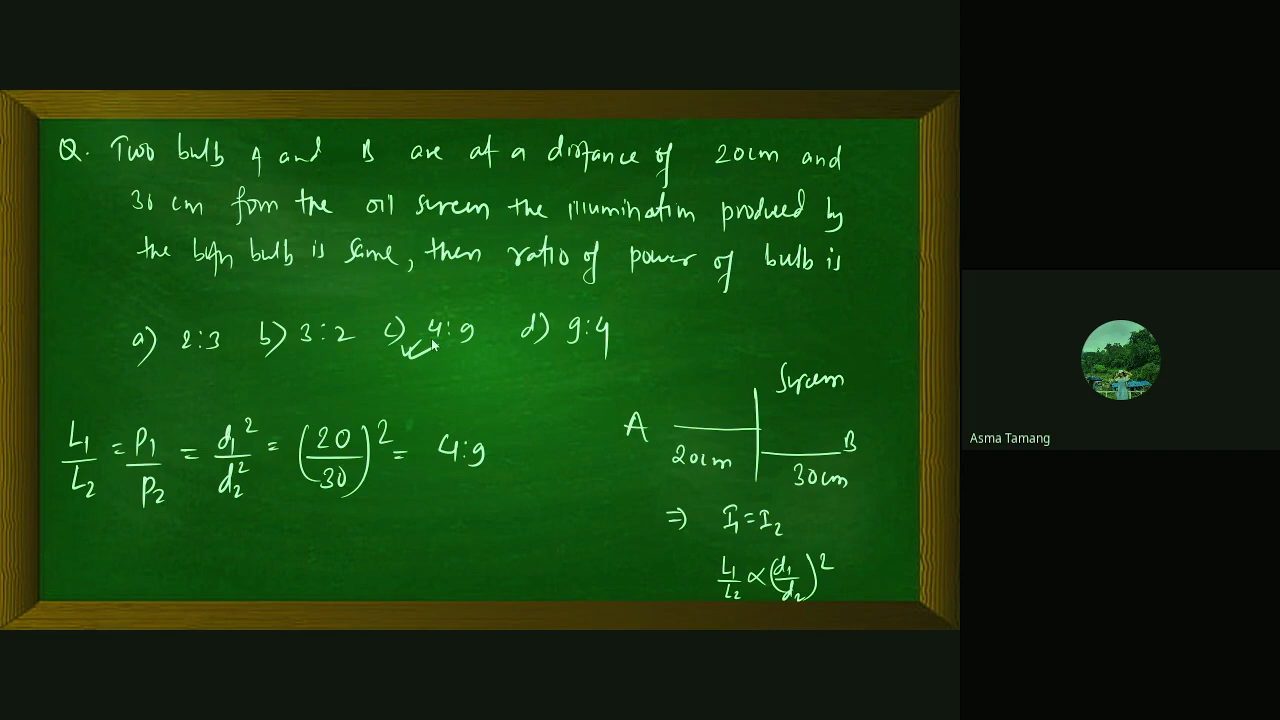 Q. Two bulb A and B are at a distance of 20cm and
30 cm from the oil screen the illumination produced by
the both bulb is same, then ratio of power of bulb is
a) 2:3 b) 3:2 c) 4:9 d) 9:4
Screen
A
20cm
B
30cm
L₁/L₂ = P₁/P₂ = d₁²/d₂² = (20/30)² = 4:9
⇒ I₁=I₂
L₁/L₂ ∝ (d₁/d₂)²
Asma Tamang